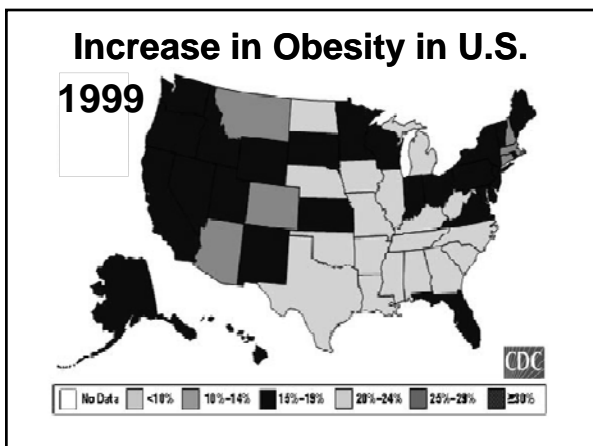 Increase in Obesity in U.S.
1999
CDC
No Data <10% 10%-14% 15%-19% 20%-24% 25%-29% ≥30%